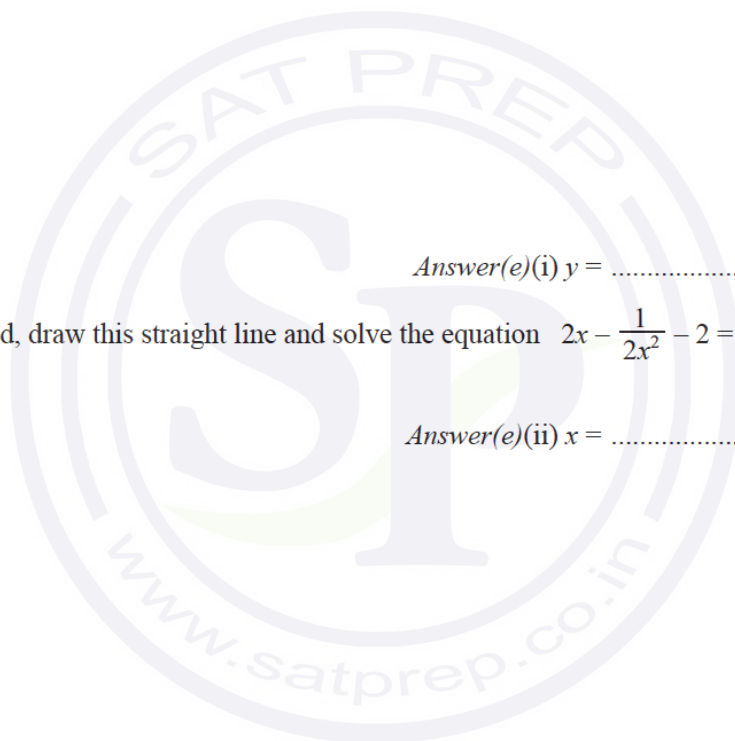 SAT PREP
SP
Answer(e)(i) y = ..................
d, draw this straight line and solve the equation 2x – 1/2x² – 2 =
Answer(e)(ii) x = ..................
www.satprep.co.in